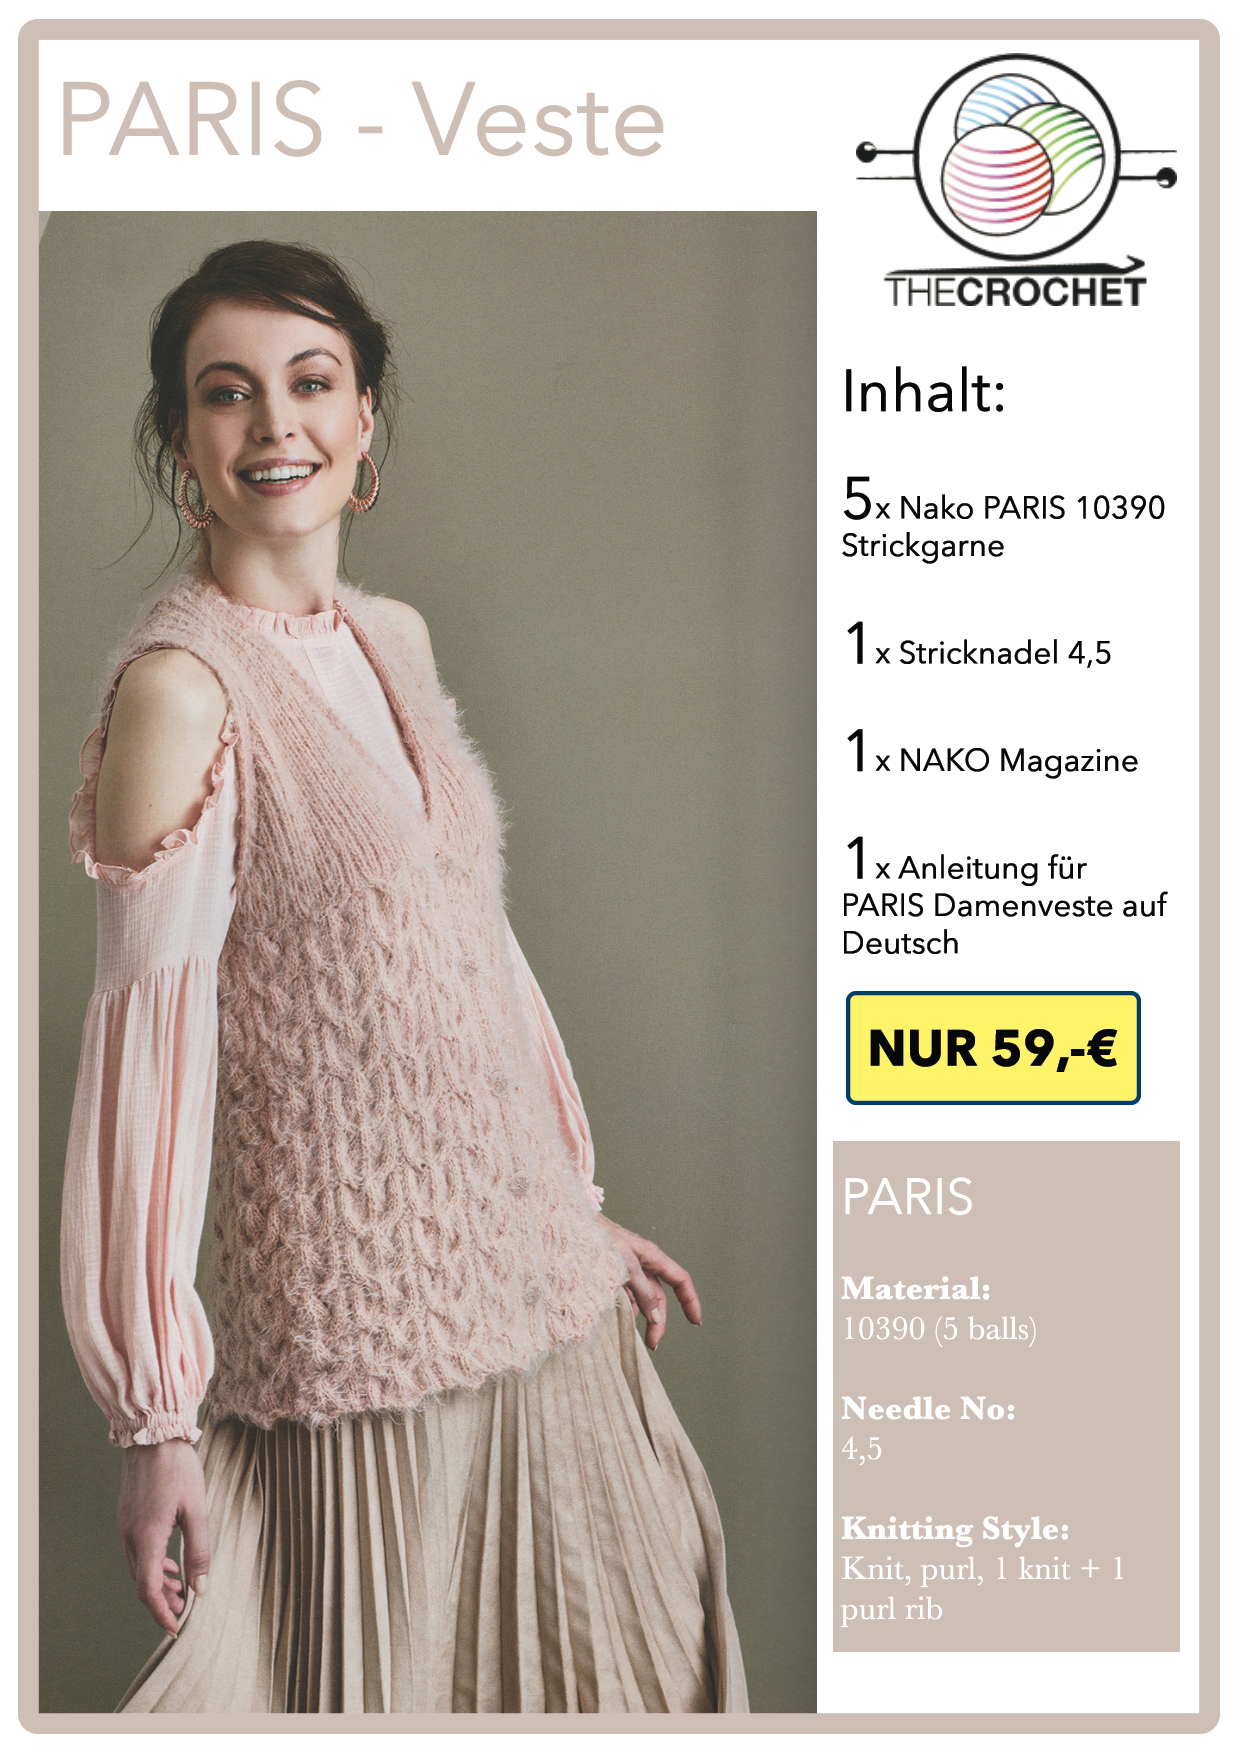 PARIS - Veste
THECROCHET
Inhalt:
5x Nako PARIS 10390
Strickgarne
1x Stricknadel 4,5
1x NAKO Magazine
1x Anleitung für
PARIS Damenveste auf
Deutsch
NUR 59,-€
PARIS
Material:
10390 (5 balls)
Needle No:
4,5
Knitting Style:
Knit, purl, 1 knit + 1
purl rib